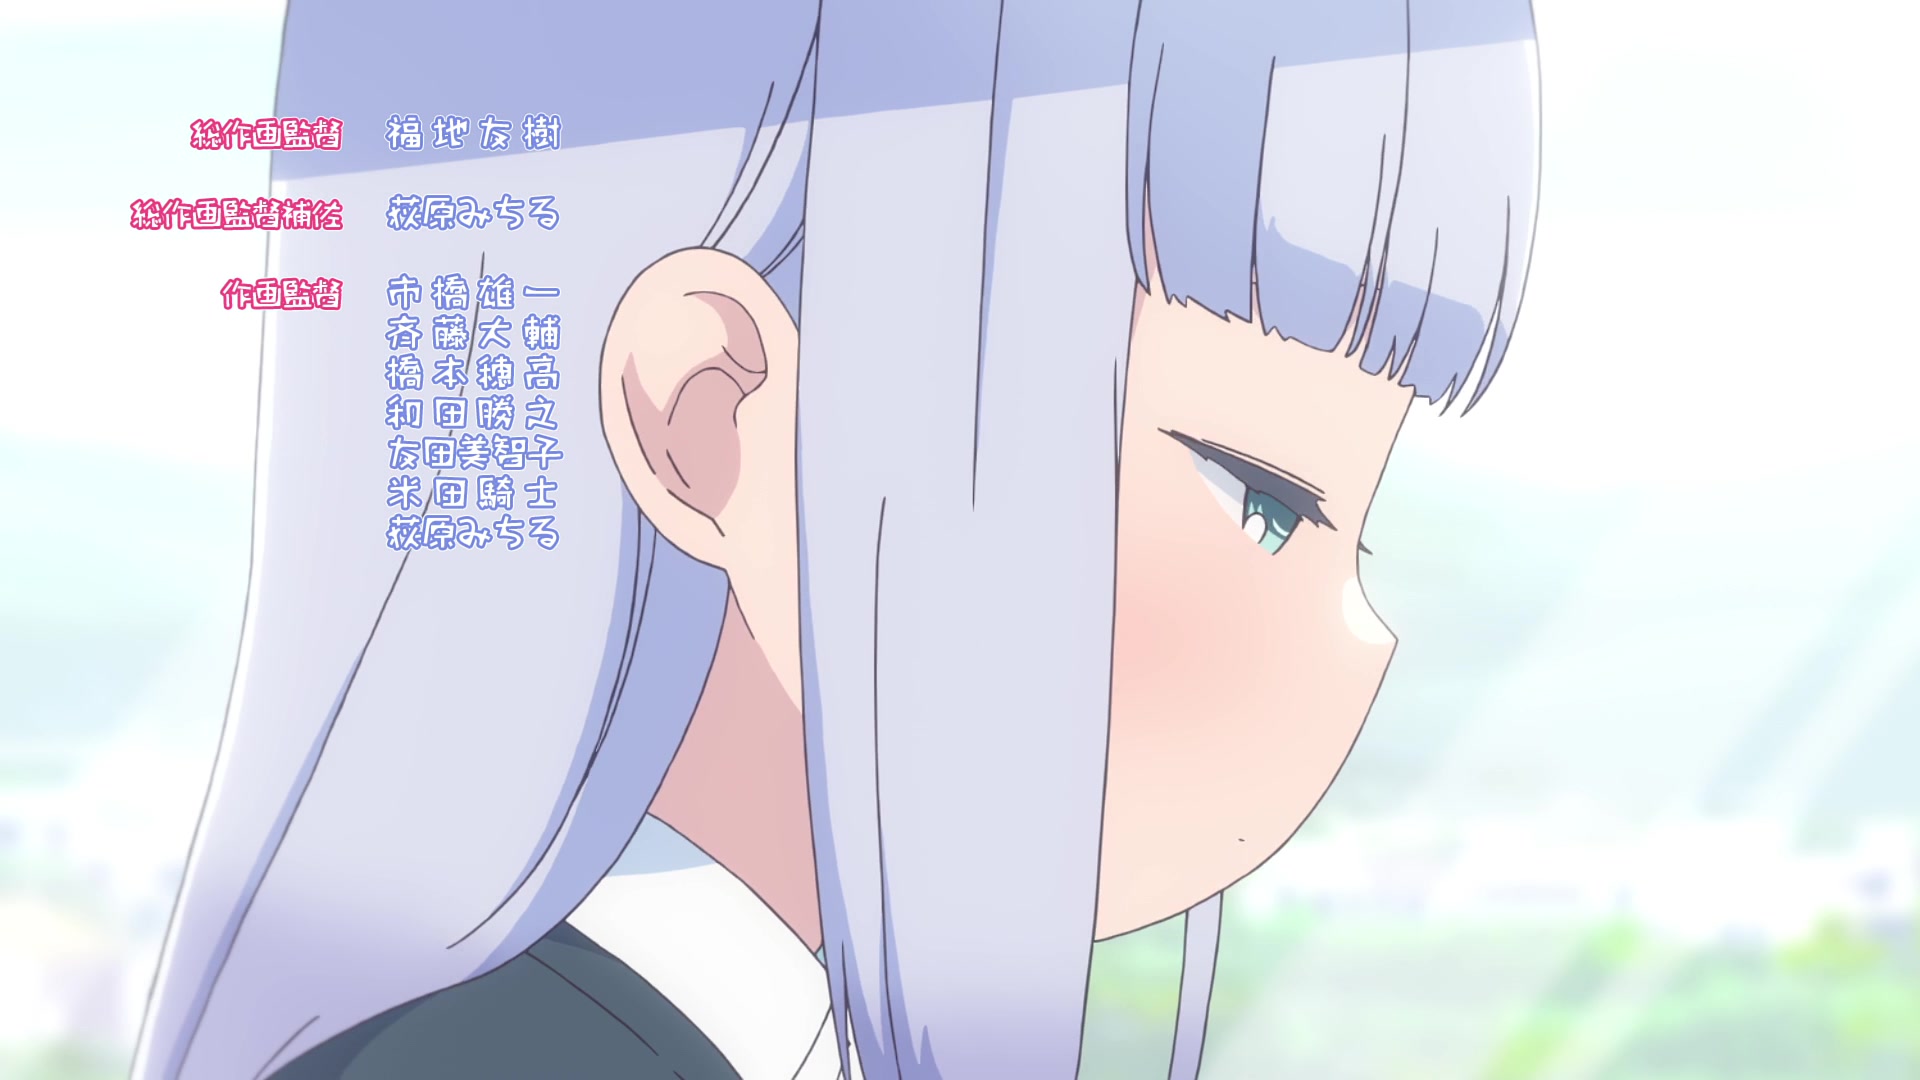 総作画監督 福地友樹
総作画監督補佐 萩原みちる
作画監督 市橋雄一
斉藤大輔
橋本穂高
和田勝之
友田美智子
米田騎士
萩原みちる